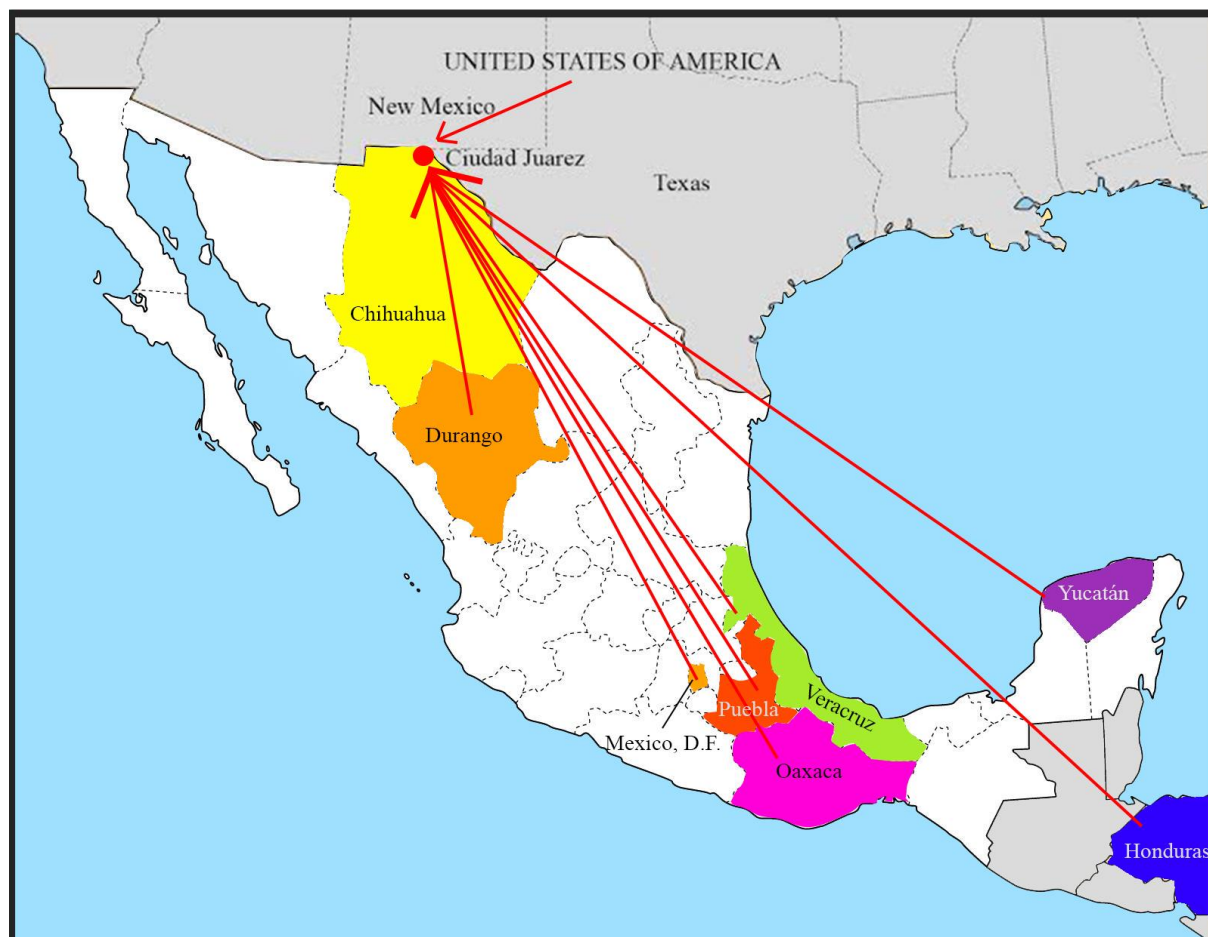 UNITED STATES OF AMERICA
New Mexico
Ciudad Juarez
Texas
Chihuahua
Durango
Yucatán
Puebla
Veracruz
Mexico, D.F.
Oaxaca
Honduras